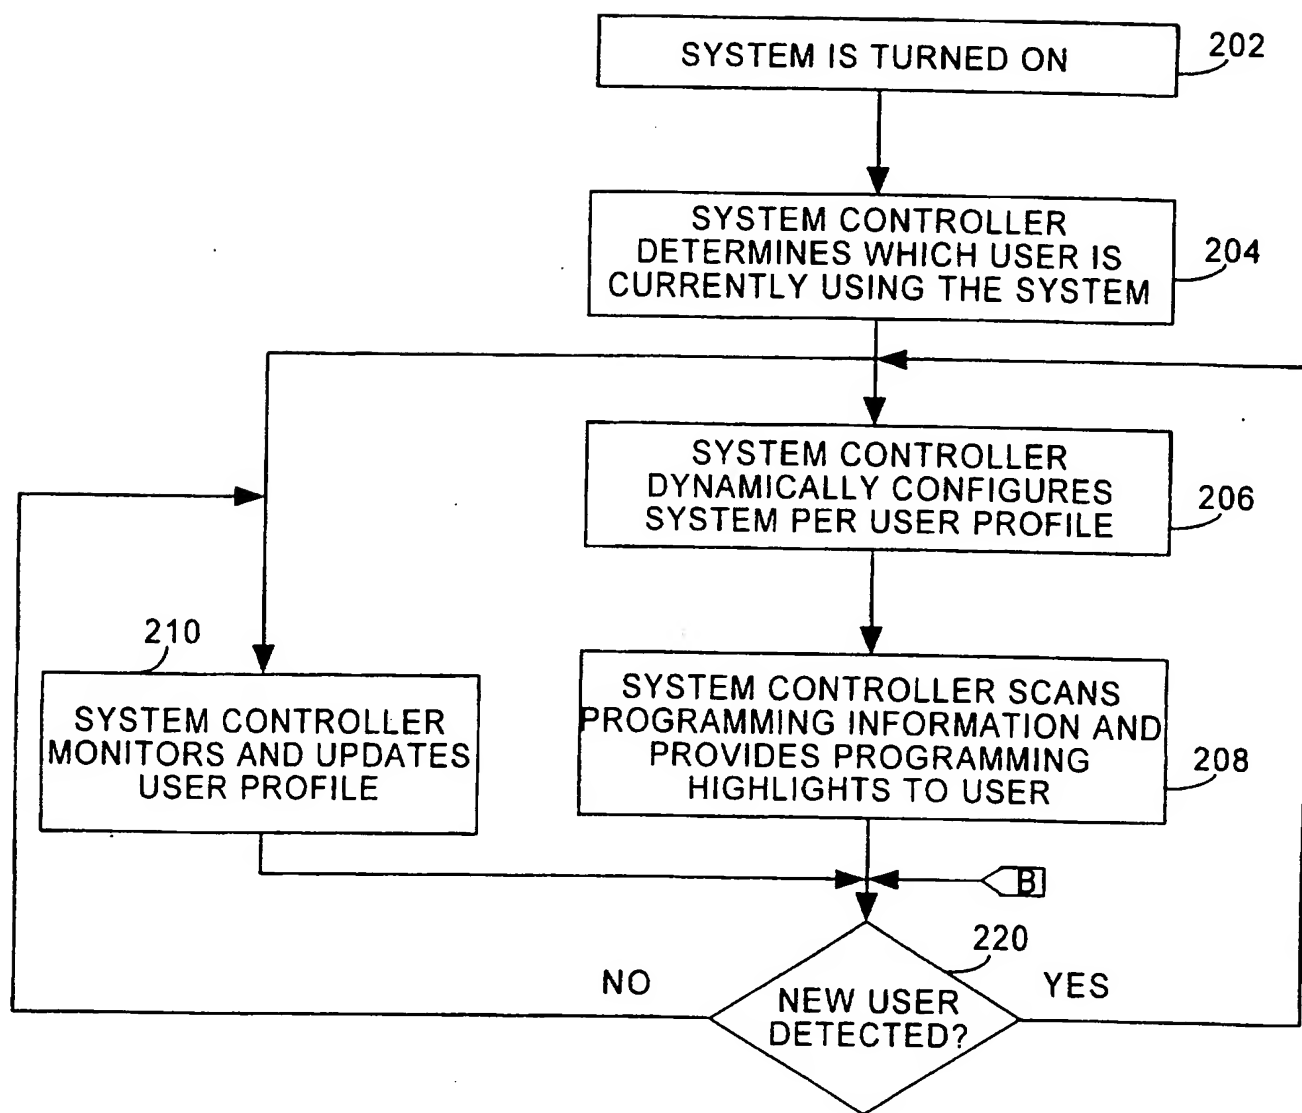 SYSTEM IS TURNED ON
202
SYSTEM CONTROLLER
DETERMINES WHICH USER IS
CURRENTLY USING THE SYSTEM
204
SYSTEM CONTROLLER
DYNAMICALLY CONFIGURES
SYSTEM PER USER PROFILE
206
210
SYSTEM CONTROLLER
MONITORS AND UPDATES
USER PROFILE
SYSTEM CONTROLLER SCANS
PROGRAMMING INFORMATION AND
PROVIDES PROGRAMMING
HIGHLIGHTS TO USER
208
B
220
NO
YES
NEW USER
DETECTED?